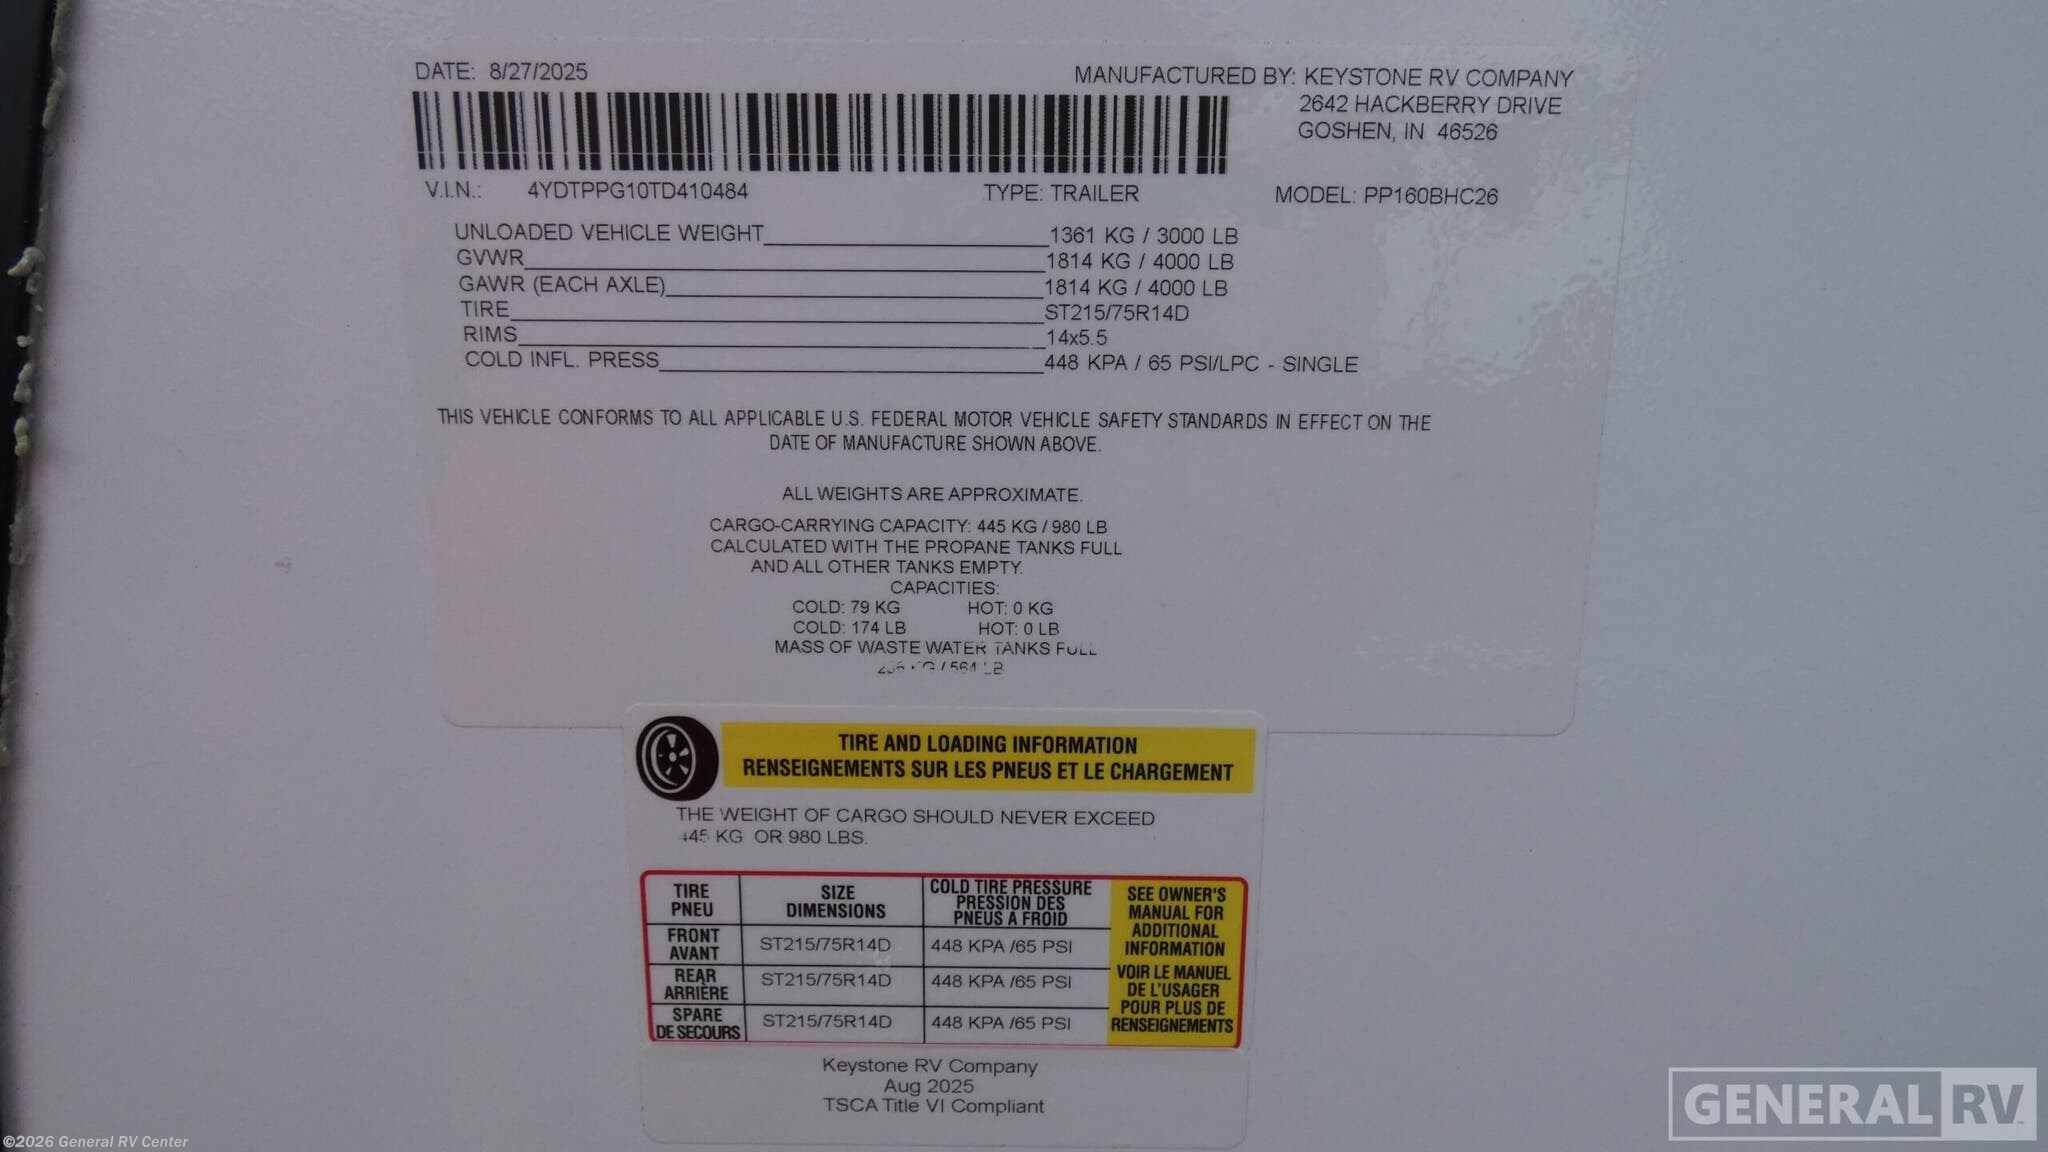 DATE: 8/27/2025
MANUFACTURED BY: KEYSTONE RV COMPANY
2642 HACKBERRY DRIVE
GOSHEN, IN 46526
V.I.N.: 4YDTPPG10TD410484 TYPE: TRAILER MODEL: PP160BHC26
UNLOADED VEHICLE WEIGHT 1361 KG / 3000 LB
GVWR 1814 KG / 4000 LB
GAWR (EACH AXLE) 1814 KG / 4000 LB
TIRE ST215/75R14D
RIMS 14x5.5
COLD INFL. PRESS 448 KPA / 65 PSI/LPC - SINGLE
THIS VEHICLE CONFORMS TO ALL APPLICABLE U.S. FEDERAL MOTOR VEHICLE SAFETY STANDARDS IN EFFECT ON THE
DATE OF MANUFACTURE SHOWN ABOVE.
ALL WEIGHTS ARE APPROXIMATE.
CARGO-CARRYING CAPACITY: 445 KG / 980 LB
CALCULATED WITH THE PROPANE TANKS FULL
AND ALL OTHER TANKS EMPTY.
CAPACITIES:
COLD: 79 KG HOT: 0 KG
COLD: 174 LB HOT: 0 LB
MASS OF WASTE WATER TANKS FULL
KG / 564 LB
TIRE AND LOADING INFORMATION
RENSEIGNEMENTS SUR LES PNEUS ET LE CHARGEMENT
THE WEIGHT OF CARGO SHOULD NEVER EXCEED
445 KG OR 980 LBS.
TIRE
PNEU
SIZE
DIMENSIONS
COLD TIRE PRESSURE
PRESSION DES
PNEUS A FROID
FRONT
AVANT
ST215/75R14D
448 KPA /65 PSI
REAR
ARRIÈRE
ST215/75R14D
448 KPA /65 PSI
SPARE
DE SECOURS
ST215/75R14D
448 KPA /65 PSI
SEE OWNER'S
MANUAL FOR
ADDITIONAL
INFORMATION
VOIR LE MANUEL
DE L'USAGER
POUR PLUS DE
RENSEIGNEMENTS
Keystone RV Company
Aug 2025
TSCA Title VI Compliant
GENERAL RV
©2026 General RV Center